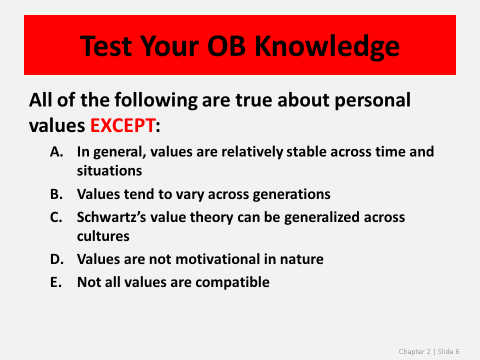 Test Your OB Knowledge
All of the following are true about personal
values EXCEPT:
A. In general, values are relatively stable across time and
situations
B. Values tend to vary across generations
C. Schwartz’s value theory can be generalized across
cultures
D. Values are not motivational in nature
E. Not all values are compatible
Chapter 2 | Slide 6